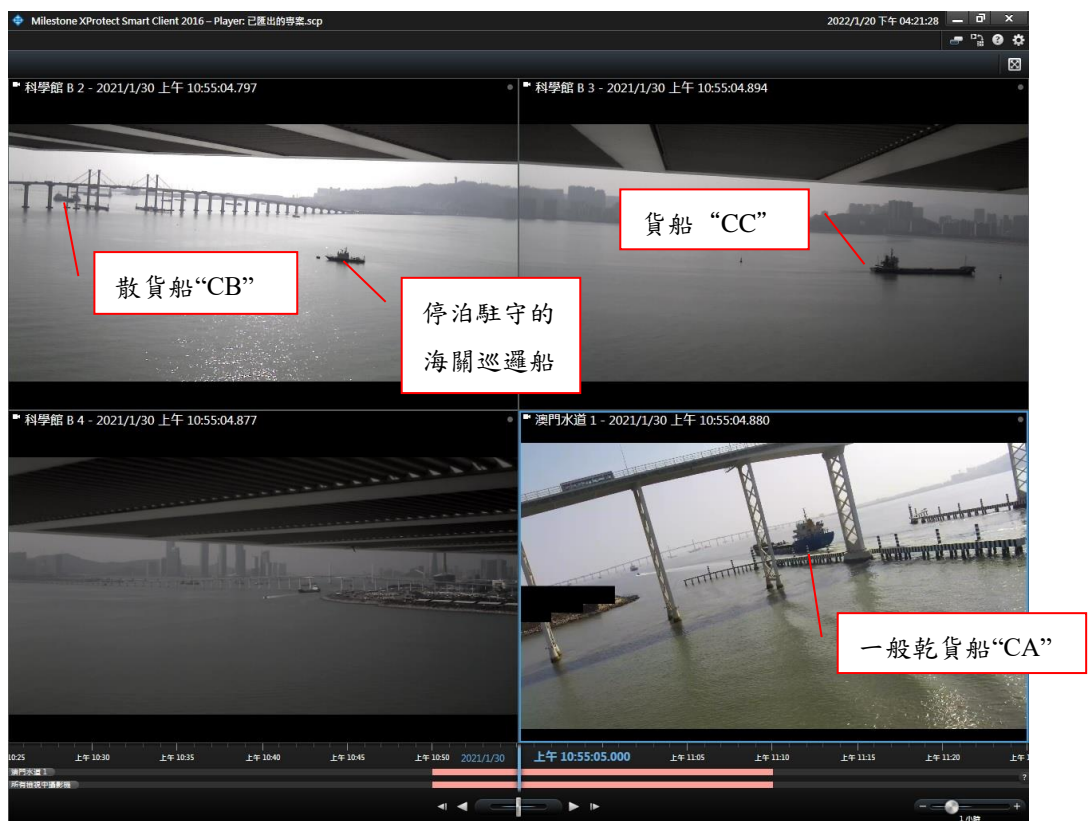 Milestone XProtect Smart Client 2016 – Player: 已匯出的專案.scp
2022/1/20 下午 04:21:28
科學館 B 2 - 2021/1/30 上午 10:55:04.797
科學館 B 3 - 2021/1/30 上午 10:55:04.894
散貨船“CB”
停泊駐守的
海關巡邏船
貨船 “CC”
科學館 B 4 - 2021/1/30 上午 10:55:04.877
澳門水道 1 - 2021/1/30 上午 10:55:04.880
一般乾貨船“CA”
10:25
上午 10:30
上午 10:35
上午 10:40
上午 10:45
上午 10:50
2021/1/30
上午 10:55:05.000
上午 11:05
上午 11:10
上午 11:15
上午 11:20
上午 1
澳門水道 1
所有檢視中攝影機
?
- +
1 小時